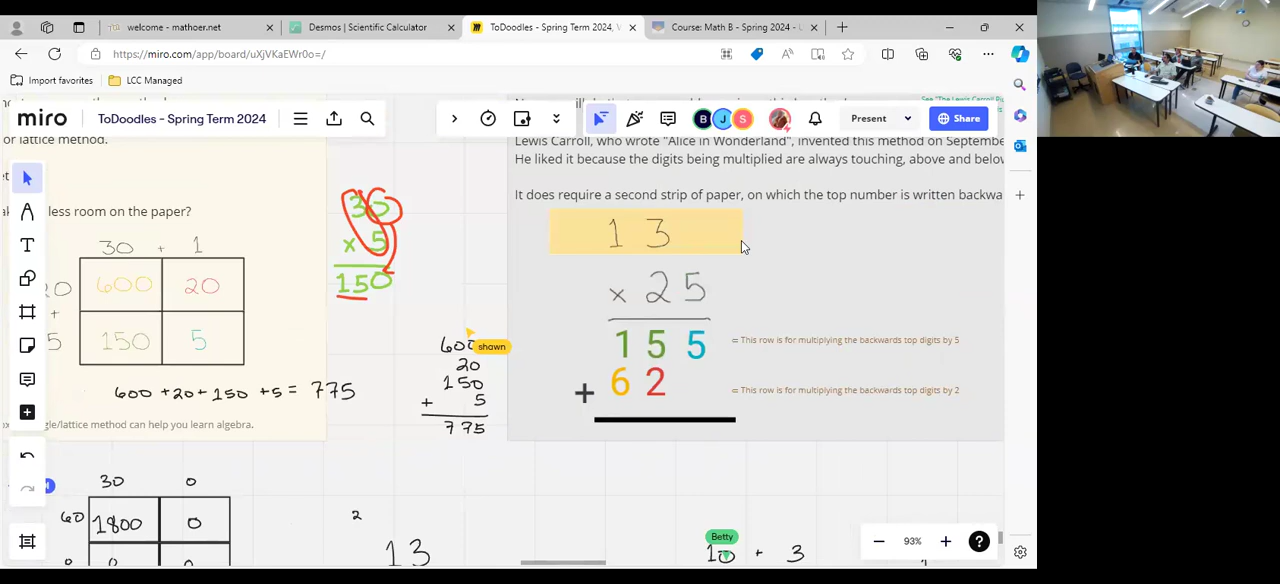 welcome - mathoer.net
Desmos | Scientific Calculator
ToDoodles - Spring Term 2024, V
Course: Math B - Spring 2024 -
https://miro.com/app/board/uXjVKaEWr0o=/
Import favorites
LCC Managed
miro
ToDoodles - Spring Term 2024
B
J
S
Present
Share
or lattice method.
less room on the paper?
30 + 1
20 + 5
600
20
150
5
600 + 20 + 150 + 5 = 775
/lattice method can help you learn algebra.
30
x 5
150
600
20
150
+ 5
775
shawn
Lewis Carroll, who wrote "Alice in Wonderland", invented this method on Septembe
He liked it because the digits being multiplied are always touching, above and below
It does require a second strip of paper, on which the top number is written backwa
1 3
x 2 5
1 5 5
= This row is for multiplying the backwards top digits by 5
+ 6 2
= This row is for multiplying the backwards top digits by 2
30 0
60
1800
0
2
13
Betty
10 + 3
− 93% + ?